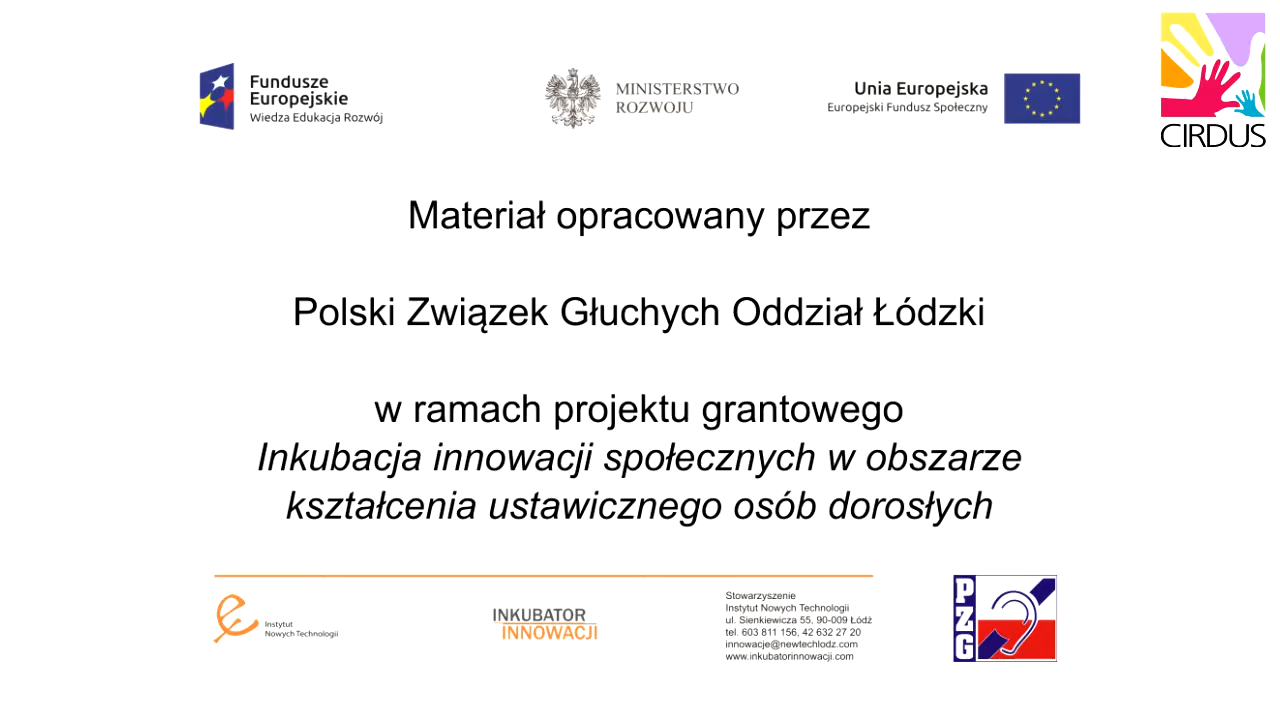 Fundusze
Europejskie
Wiedza Edukacja Rozwój
MINISTERSTWO
ROZWOJU
Unia Europejska
Europejski Fundusz Społeczny
CIRDUS
Materiał opracowany przez
Polski Związek Głuchych Oddział Łódzki
w ramach projektu grantowego
Inkubacja innowacji społecznych w obszarze
kształcenia ustawicznego osób dorosłych
Instytut
Nowych Technologii
INKUBATOR
INNOWACJI
Stowarzyszenie
Instytut Nowych Technologii
ul. Sienkiewicza 55, 90-009 Łódź
tel. 603 811 156, 42 632 27 20
innowacje@newtechlodz.com
www.inkubatorinnowacji.com
PZG